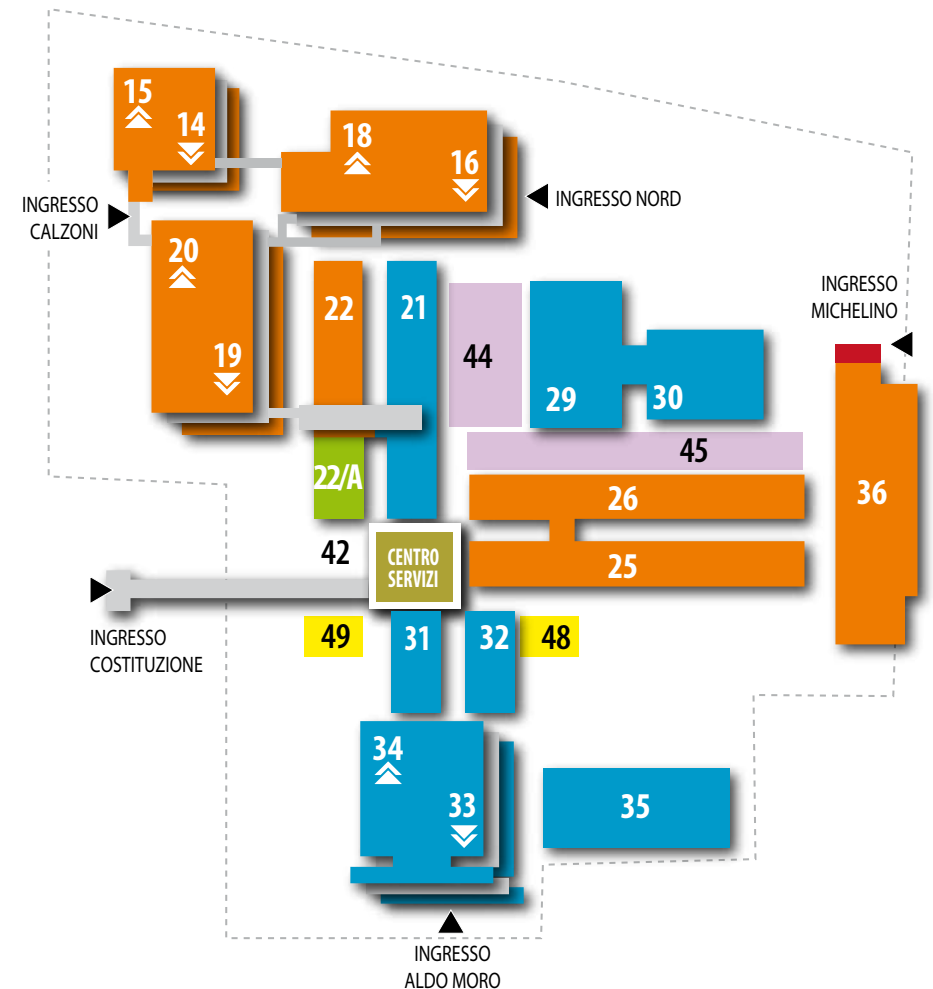 15
14
18
16
INGRESSO
CALZONI
INGRESSO NORD
20
19
22
21
44
29
30
INGRESSO
MICHELINO
45
36
22/A
26
42
CENTRO
SERVIZI
25
INGRESSO
COSTITUZIONE
49
31
32
48
34
33
35
INGRESSO
ALDO MORO